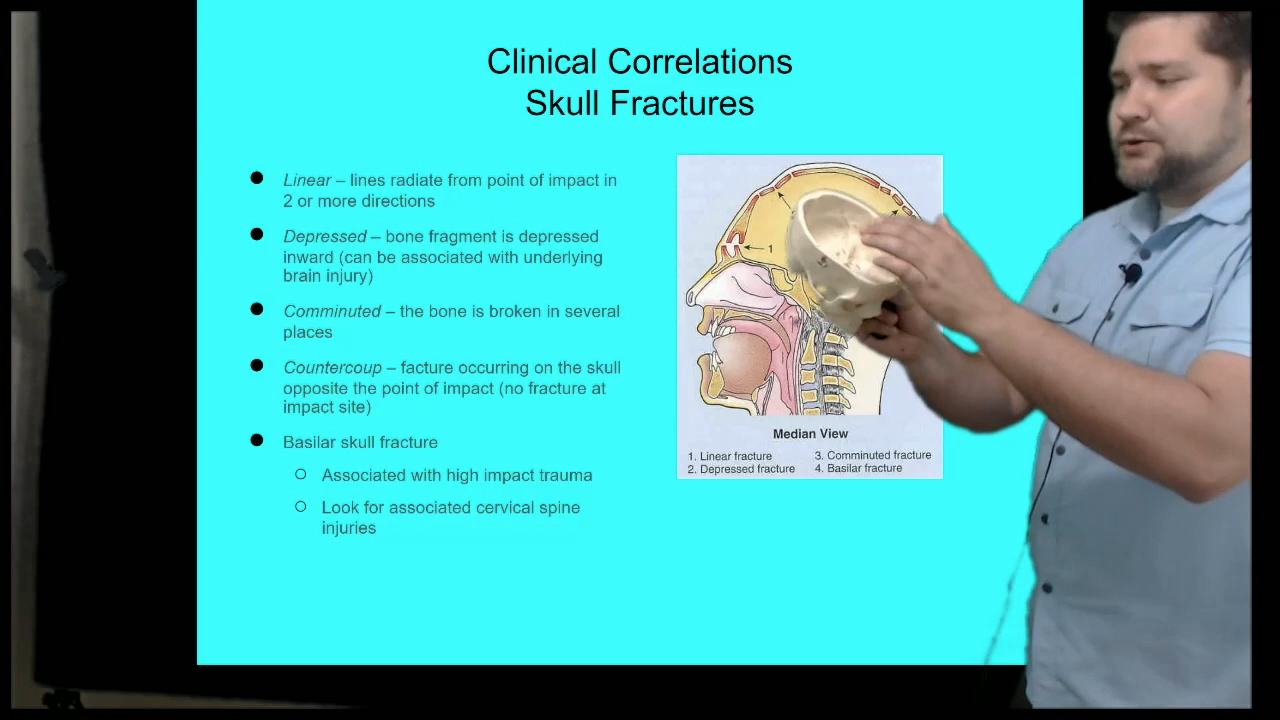 Clinical Correlations
Skull Fractures
Linear – lines radiate from point of impact in
2 or more directions
Depressed – bone fragment is depressed
inward (can be associated with underlying
brain injury)
Comminuted – the bone is broken in several
places
Countercoup – facture occurring on the skull
opposite the point of impact (no fracture at
impact site)
Basilar skull fracture
Associated with high impact trauma
Look for associated cervical spine
injuries
1
Median View
1. Linear fracture
2. Depressed fracture
3. Comminuted fracture
4. Basilar fracture